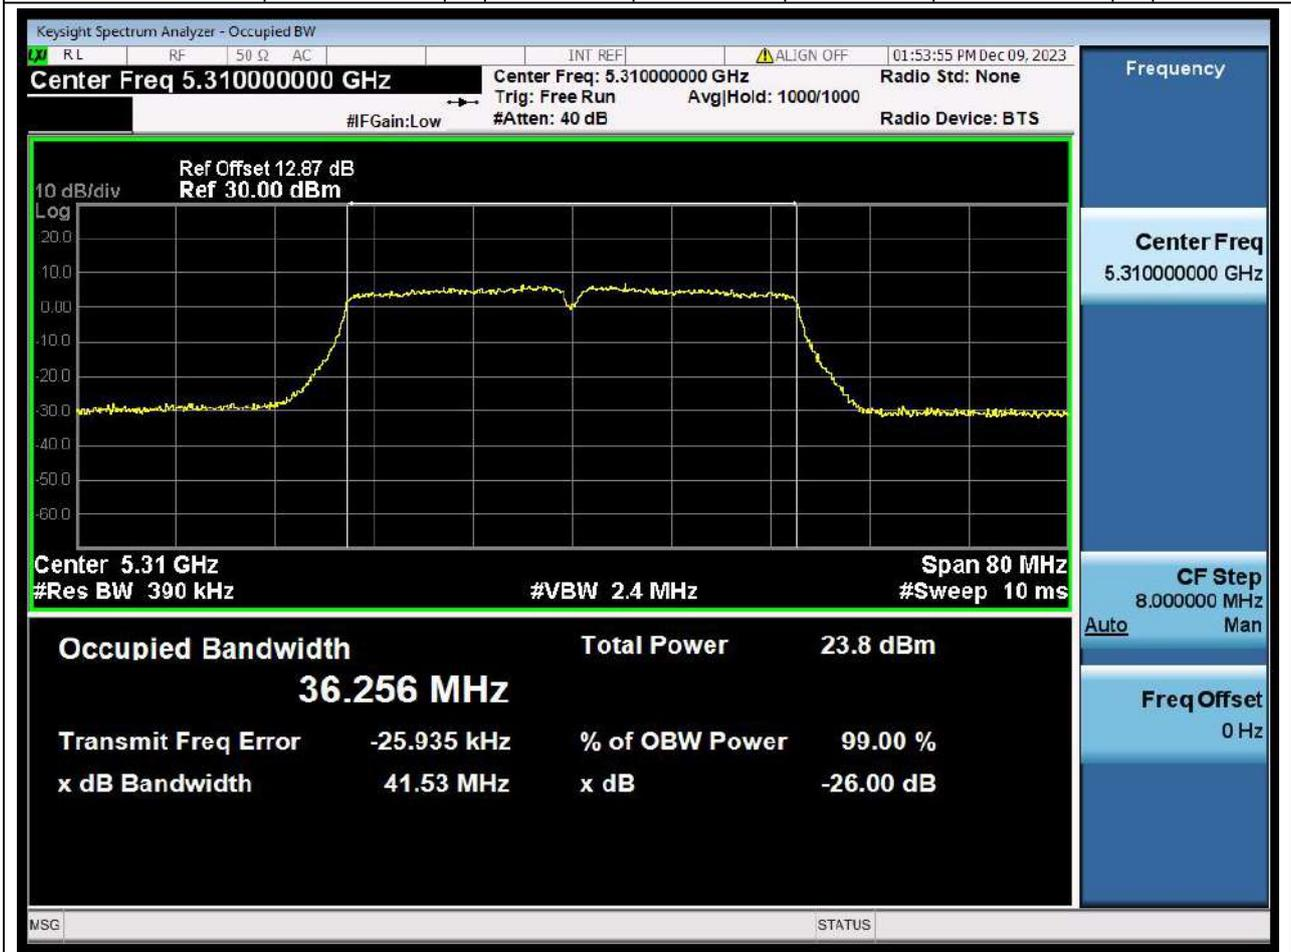 Keysight Spectrum Analyzer - Occupied BW
LXI RL RF 50 Ω AC INT REF ALIGN OFF 01:53:55 PM Dec 09, 2023
Center Freq 5.310000000 GHz
Center Freq: 5.310000000 GHz
Radio Std: None
Trig: Free Run Avg|Hold: 1000/1000
#IFGain:Low
#Atten: 40 dB
Radio Device: BTS
Ref Offset 12.87 dB
10 dB/div Ref 30.00 dBm
Log
20.0
10.0
0.00
-10.0
-20.0
-30.0
-40.0
-50.0
-60.0
Center 5.31 GHz Span 80 MHz
#Res BW 390 kHz #VBW 2.4 MHz #Sweep 10 ms
Occupied Bandwidth Total Power 23.8 dBm
36.256 MHz
Transmit Freq Error -25.935 kHz % of OBW Power 99.00 %
x dB Bandwidth 41.53 MHz x dB -26.00 dB
MSG STATUS
Frequency
Center Freq
5.310000000 GHz
CF Step
8.000000 MHz
Auto Man
Freq Offset
0 Hz